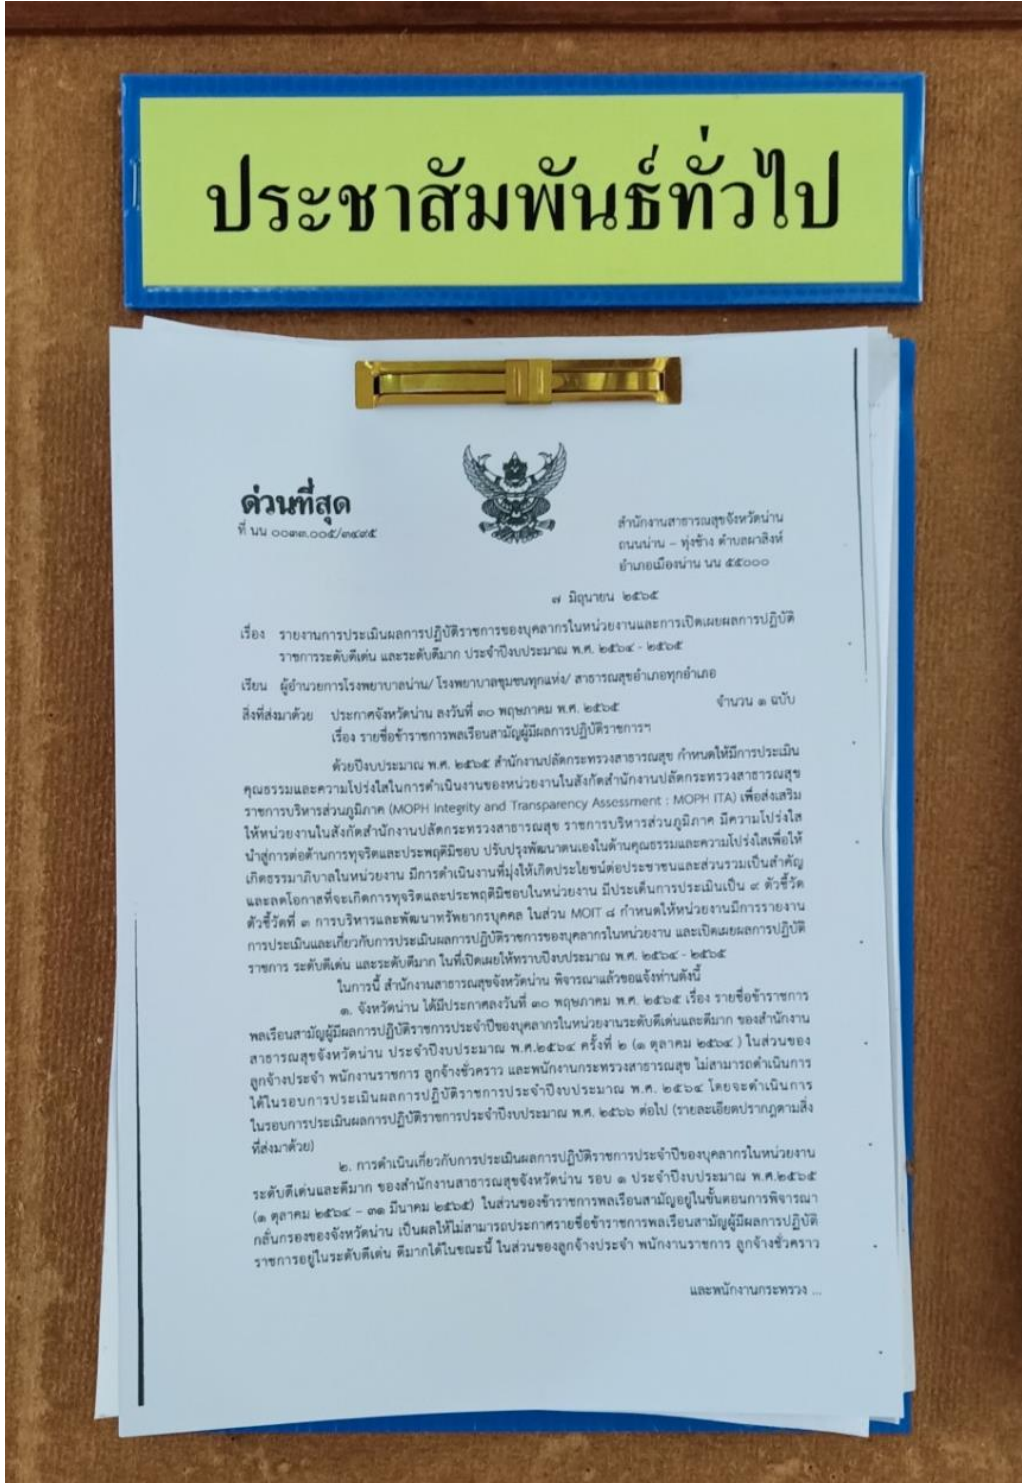 ประชาสัมพันธ์ทั่วไป
ด่วนที่สุด
ที่ นน ๐๐๓๓.๐๐๕/๓๔๙๕
สำนักงานสาธารณสุขจังหวัดน่าน
ถนนน่าน – ทุ่งช้าง ตำบลผาสิงห์
อำเภอเมืองน่าน นน ๕๕๐๐๐
๗ มิถุนายน ๒๕๖๕
เรื่อง รายงานการประเมินผลการปฏิบัติราชการของบุคลากรในหน่วยงานและการเปิดเผยผลการปฏิบัติ
ราชการระดับดีเด่น และระดับดีมาก ประจำปีงบประมาณ พ.ศ. ๒๕๖๔ - ๒๕๖๕
เรียน ผู้อำนวยการโรงพยาบาลน่าน/ โรงพยาบาลชุมชนทุกแห่ง/ สาธารณสุขอำเภอทุกอำเภอ
สิ่งที่ส่งมาด้วย ประกาศจังหวัดน่าน ลงวันที่ ๓๐ พฤษภาคม พ.ศ. ๒๕๖๕ จำนวน ๑ ฉบับ
เรื่อง รายชื่อข้าราชการพลเรือนสามัญผู้มีผลการปฏิบัติราชการฯ
ด้วยปีงบประมาณ พ.ศ. ๒๕๖๕ สำนักงานปลัดกระทรวงสาธารณสุข กำหนดให้มีการประเมิน
คุณธรรมและความโปร่งใสในการดำเนินงานของหน่วยงานในสังกัดสำนักงานปลัดกระทรวงสาธารณสุข
ราชการบริหารส่วนภูมิภาค (MOPH Integrity and Transparency Assessment : MOPH ITA) เพื่อส่งเสริม
ให้หน่วยงานในสังกัดสำนักงานปลัดกระทรวงสาธารณสุข ราชการบริหารส่วนภูมิภาค มีความโปร่งใส
นำสู่การต่อต้านการทุจริตและประพฤติมิชอบ ปรับปรุงพัฒนาตนเองในด้านคุณธรรมและความโปร่งใสเพื่อให้
เกิดธรรมาภิบาลในหน่วยงาน มีการดำเนินงานที่มุ่งให้เกิดประโยชน์ต่อประชาชนและส่วนรวมเป็นสำคัญ
และลดโอกาสที่จะเกิดการทุจริตและประพฤติมิชอบในหน่วยงาน มีประเด็นการประเมินเป็น ๙ ตัวชี้วัด
ตัวชี้วัดที่ ๓ การบริหารและพัฒนาทรัพยากรบุคคล ในส่วน MOIT ๘ กำหนดให้หน่วยงานมีการรายงาน
การประเมินและเกี่ยวกับการประเมินผลการปฏิบัติราชการของบุคลากรในหน่วยงาน และเปิดเผยผลการปฏิบัติ
ราชการ ระดับดีเด่น และระดับดีมาก ในที่เปิดเผยให้ทราบปีงบประมาณ พ.ศ. ๒๕๖๔ - ๒๕๖๕
ในการนี้ สำนักงานสาธารณสุขจังหวัดน่าน พิจารณาแล้วขอแจ้งท่านดังนี้
๑. จังหวัดน่าน ได้มีประกาศลงวันที่ ๓๐ พฤษภาคม พ.ศ. ๒๕๖๕ เรื่อง รายชื่อข้าราชการ
พลเรือนสามัญผู้มีผลการปฏิบัติราชการประจำปีของบุคลากรในหน่วยงานระดับดีเด่นและดีมาก ของสำนักงาน
สาธารณสุขจังหวัดน่าน ประจำปีงบประมาณ พ.ศ.๒๕๖๔ ครั้งที่ ๒ (๑ ตุลาคม ๒๕๖๔ ) ในส่วนของ
ลูกจ้างประจำ พนักงานราชการ ลูกจ้างชั่วคราว และพนักงานกระทรวงสาธารณสุข ไม่สามารถดำเนินการ
ได้ในรอบการประเมินผลการปฏิบัติราชการประจำปีงบประมาณ พ.ศ. ๒๕๖๔ โดยจะดำเนินการ
ในรอบการประเมินผลการปฏิบัติราชการประจำปีงบประมาณ พ.ศ. ๒๕๖๖ ต่อไป (รายละเอียดปรากฏตามสิ่ง
ที่ส่งมาด้วย)
๒. การดำเนินเกี่ยวกับการประเมินผลการปฏิบัติราชการประจำปีของบุคลากรในหน่วยงาน
ระดับดีเด่นและดีมาก ของสำนักงานสาธารณสุขจังหวัดน่าน รอบ ๑ ประจำปีงบประมาณ พ.ศ.๒๕๖๕
(๑ ตุลาคม ๒๕๖๔ – ๓๑ มีนาคม ๒๕๖๕) ในส่วนของข้าราชการพลเรือนสามัญอยู่ในขั้นตอนการพิจารณา
กลั่นกรองของจังหวัดน่าน เป็นผลให้ไม่สามารถประกาศรายชื่อข้าราชการพลเรือนสามัญผู้มีผลการปฏิบัติ
ราชการอยู่ในระดับดีเด่น ดีมากได้ในขณะนี้ ในส่วนของลูกจ้างประจำ พนักงานราชการ ลูกจ้างชั่วคราว
และพนักงานกระทรวง ...